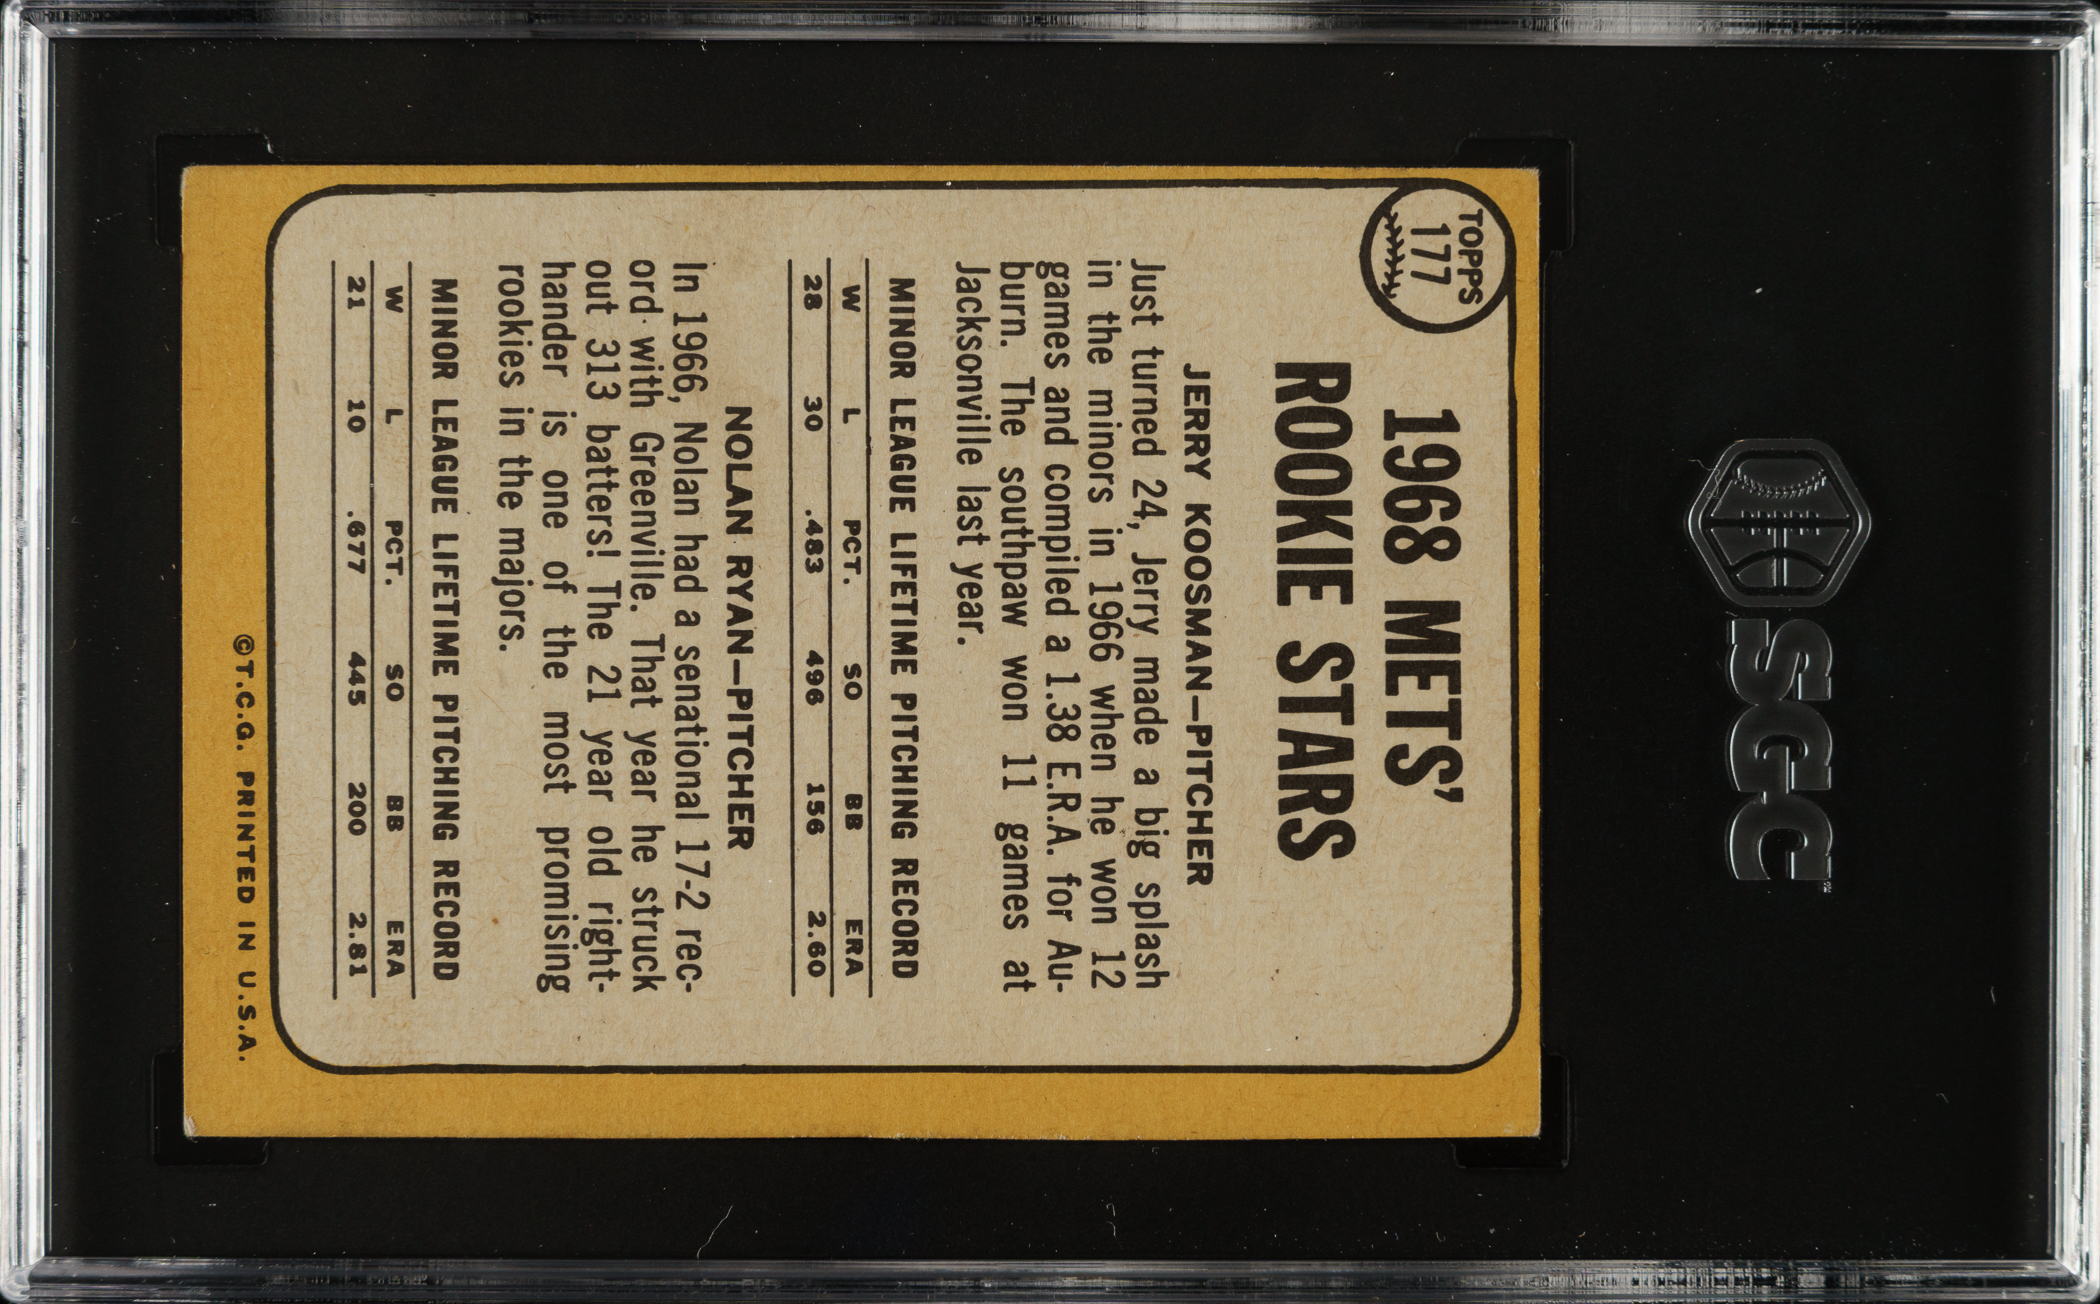 SGC
TOPPS
177
1968 METS'
ROOKIE STARS
JERRY KOOSMAN—PITCHER
Just turned 24, Jerry made a big splash
in the minors in 1966 when he won 12
games and compiled a 1.38 E.R.A. for Au-
burn. The southpaw won 11 games at
Jacksonville last year.
MINOR LEAGUE LIFETIME PITCHING RECORD
W L PCT. SO BB ERA
28 30 .483 496 156 2.60
NOLAN RYAN—PITCHER
In 1966, Nolan had a senational 17-2 rec-
ord with Greenville. That year he struck
out 313 batters! The 21 year old right-
hander is one of the most promising
rookies in the majors.
MINOR LEAGUE LIFETIME PITCHING RECORD
W L PCT. SO BB ERA
21 10 .677 445 200 2.81
©T.C.G. PRINTED IN U.S.A.